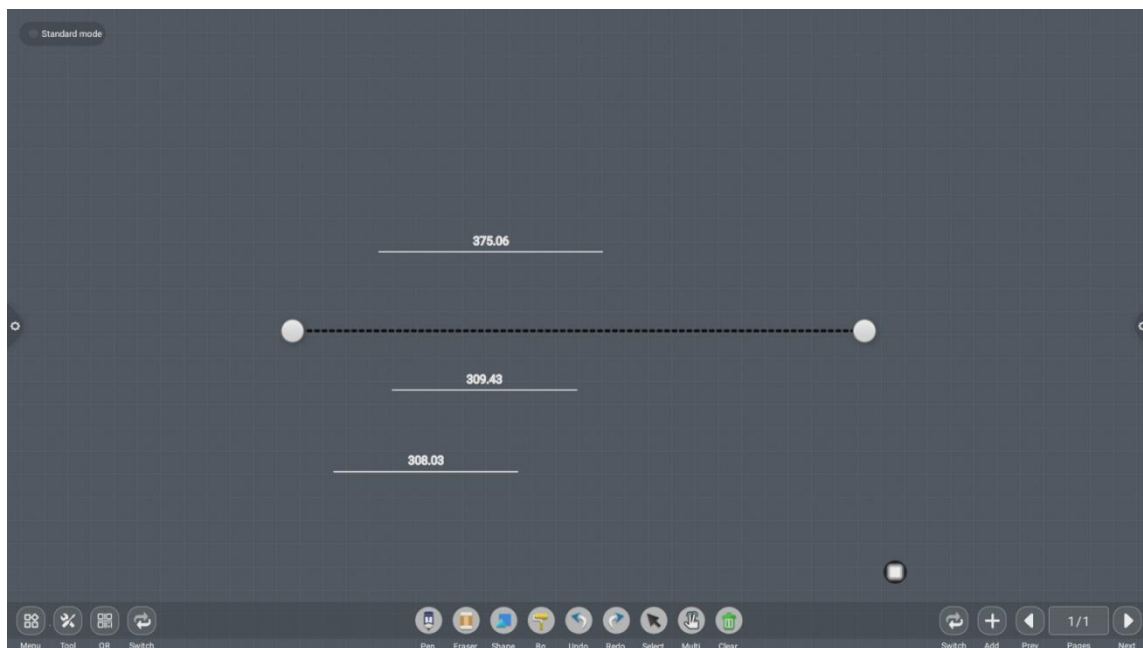 Standard mode
375.06
309.43
308.03
1/1
Menu Tool QR Switch Pen Eraser Shape Bg Undo Redo Select Multi Clear Switch Add Prev Pages Next